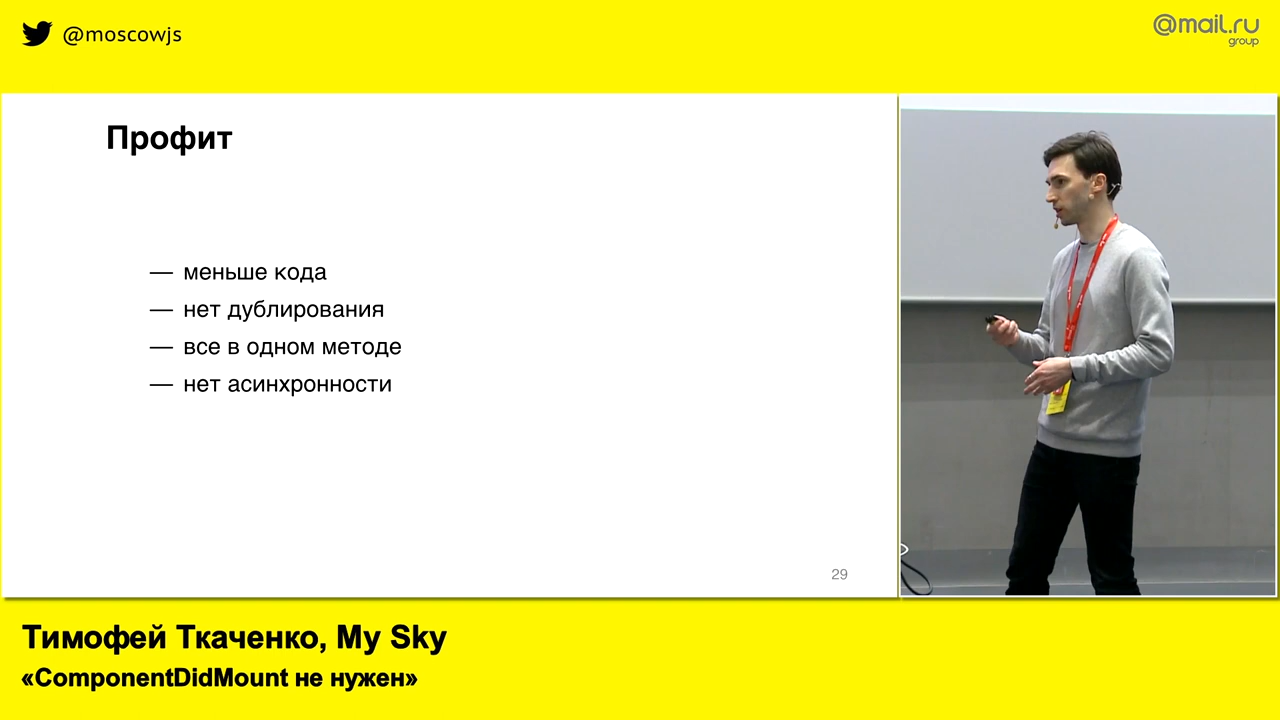 @moscowjs
@mail.ru
group
Профит
— меньше кода
— нет дублирования
— все в одном методе
— нет асинхронности
29
Тимофей Ткаченко, My Sky
«ComponentDidMount не нужен»